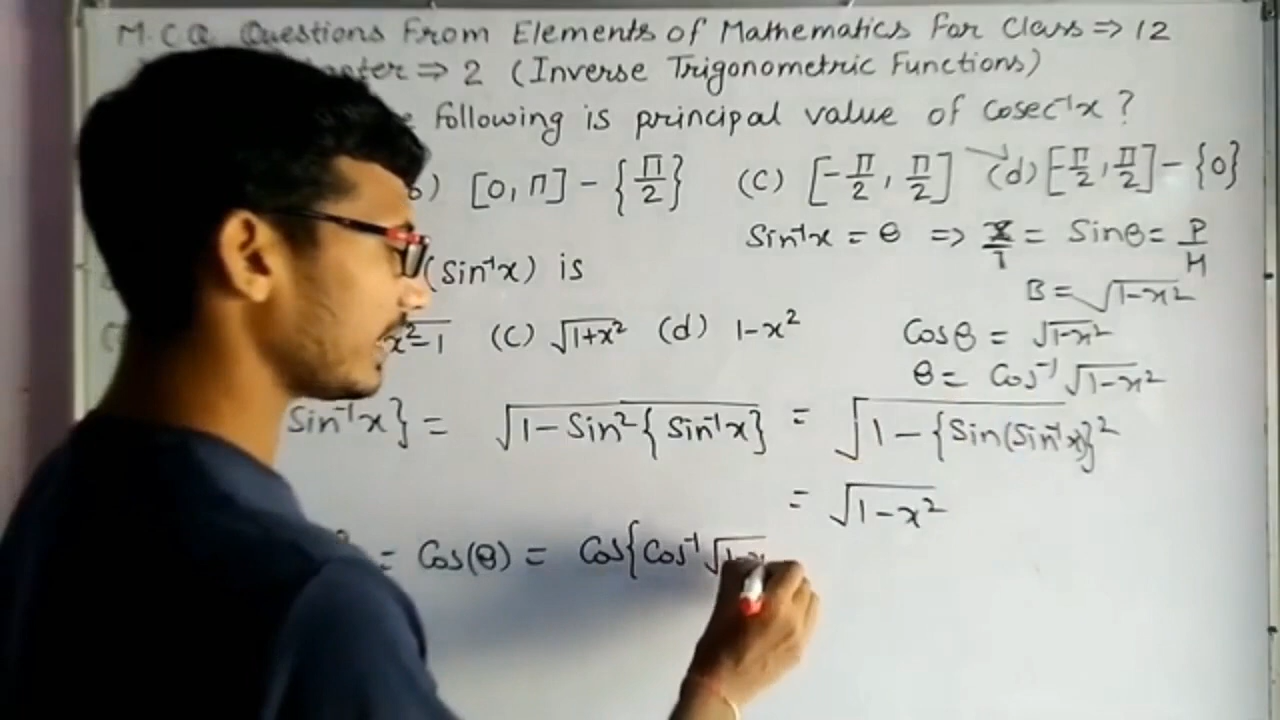 M.C.Q Questions From Elements of Mathematics For Class ⇒ 12
⇒ 2 (Inverse Trigonometric Functions)
following is principal value of Cosec⁻¹x ?
) [0, π] - {π/2} (C) [-π/2, π/2] (d) [-π/2, π/2] - {0}
Sin⁻¹x = θ ⇒ x/1 = Sinθ = P/H
(Sin⁻¹x) is
B = √1-x²
x²-1 (C) √1+x² (d) 1-x²
Cosθ = √1-x²
θ = Cos⁻¹ √1-x²
Sin⁻¹x} = √1-Sin²{Sin⁻¹x} = √1-{Sin(Sin⁻¹x)}²
= √1-x²
= Cos(θ) = Cos{Cos⁻¹√1-x